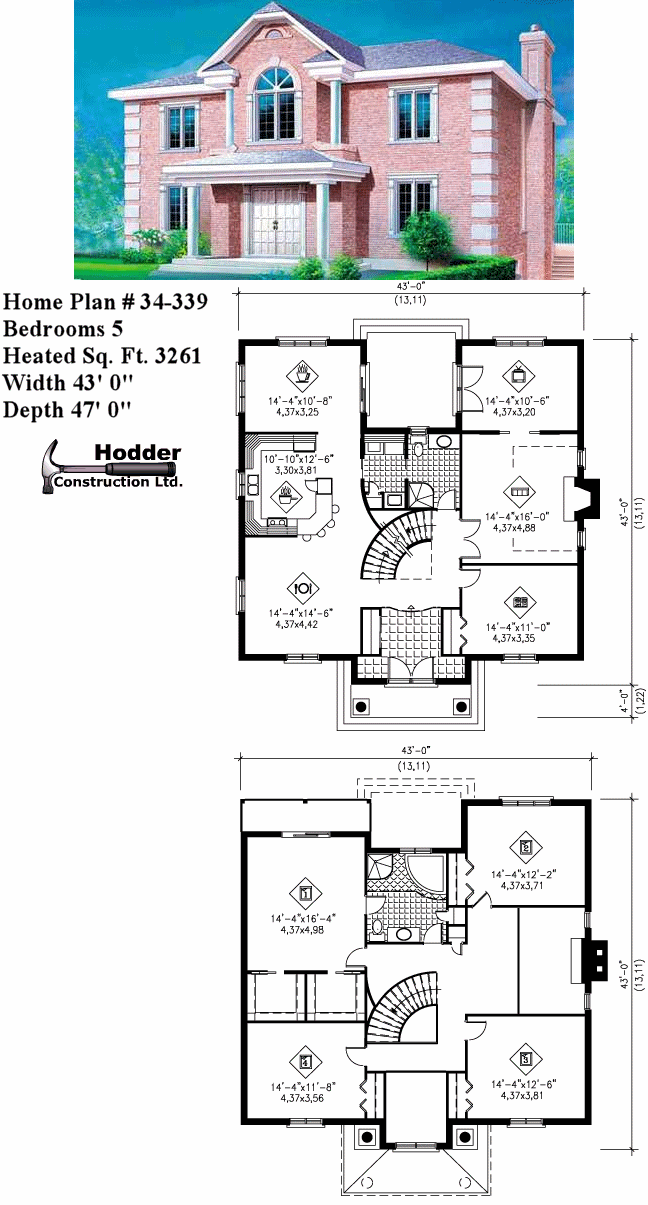 Home Plan # 34-339
Bedrooms 5
Heated Sq. Ft. 3261
Width 43' 0"
Depth 47' 0"
Hodder
Construction Ltd.
43'-0"
(13,11)
14'-4"x10'-8"
4,37x3,25
14'-4"x10'-6"
4,37x3,20
10'-10"x12'-6"
3,30x3,81
14'-4"x16'-0"
4,37x4,88
43'-0"
(13,11)
14'-4"x14'-6"
4,37x4,42
14'-4"x11'-0"
4,37x3,35
4'-0"
(1,22)
43'-0"
(13,11)
2
14'-4"x12'-2"
4,37x3,71
1
14'-4"x16'-4"
4,37x4,98
43'-0"
(13,11)
4
14'-4"x11'-8"
4,37x3,56
3
14'-4"x12'-6"
4,37x3,81